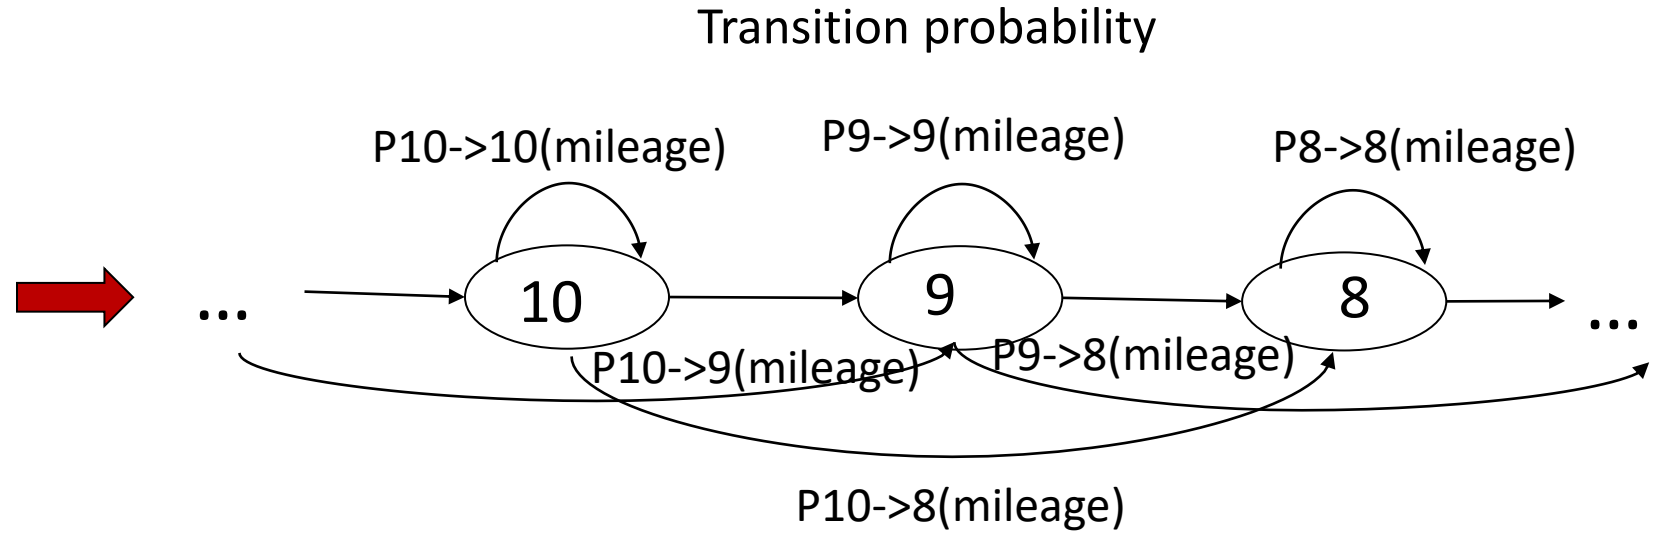 Transition probability
P10->10(mileage)
P9->9(mileage)
P8->8(mileage)
...
10
9
8
...
P10->9(mileage)
P9->8(mileage)
P10->8(mileage)